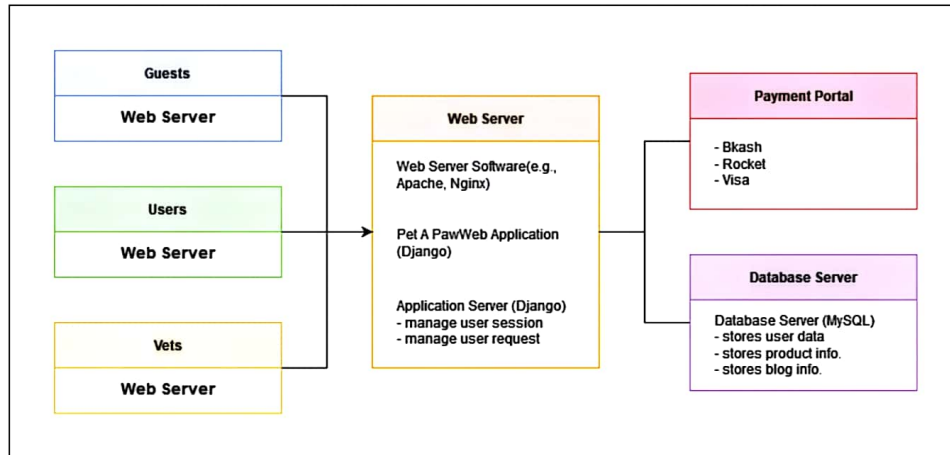 Guests
Web Server
Users
Web Server
Vets
Web Server
Web Server
Web Server Software(e.g.,
Apache, Nginx)
Pet A PawWeb Application
(Django)
Application Server (Django)
- manage user session
- manage user request
Payment Portal
- Bkash
- Rocket
- Visa
Database Server
Database Server (MySQL)
- stores user data
- stores product info.
- stores blog info.